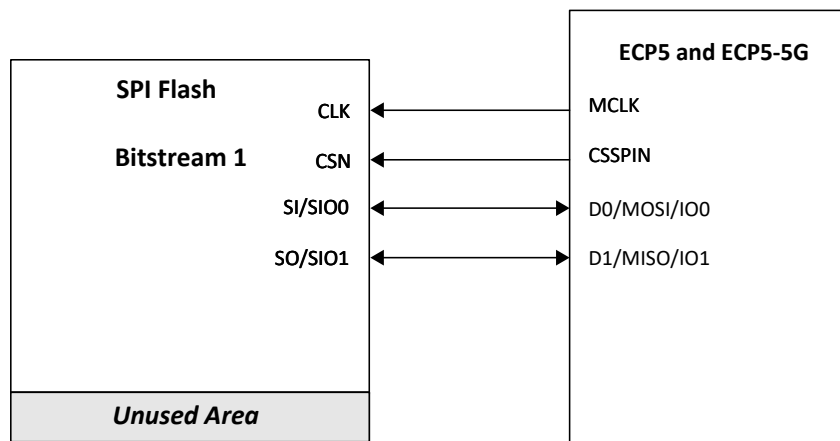 SPI Flash
Bitstream 1
CLK
CSN
SI/SIO0
SO/SIO1
Unused Area
ECP5 and ECP5-5G
MCLK
CSSPIN
D0/MOSI/IO0
D1/MISO/IO1